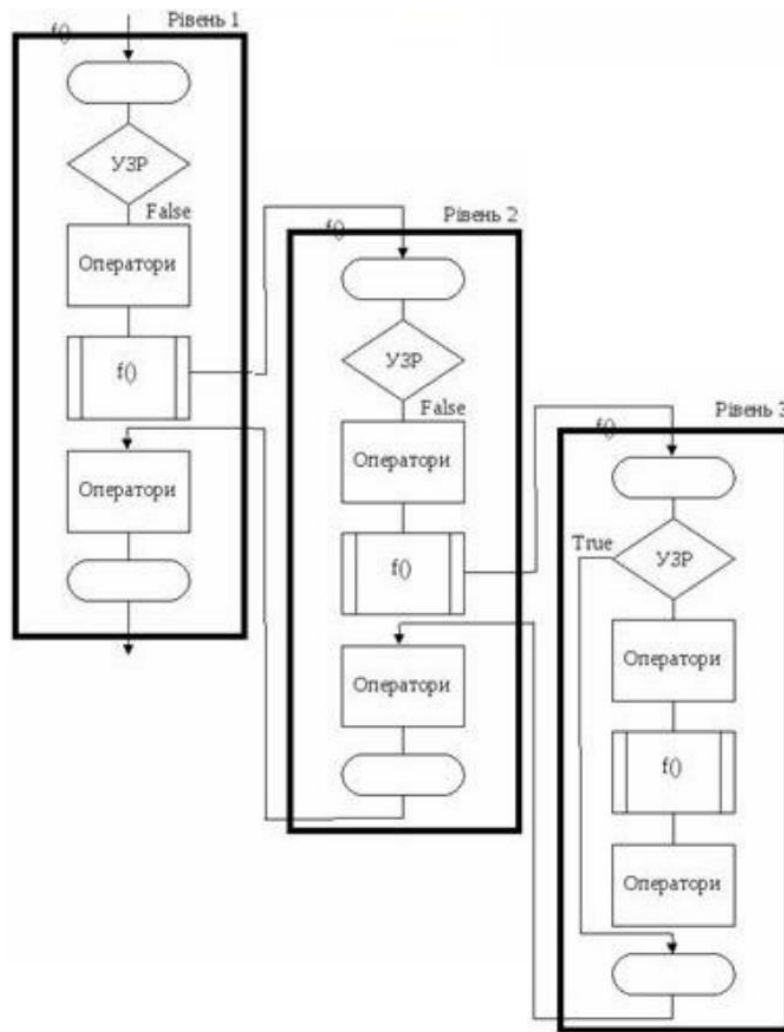 f()
Рівень 1
УЗР
False
Оператори
f()
Оператори
f()
Рівень 2
УЗР
False
Оператори
f()
Оператори
f()
Рівень 3
True
УЗР
Оператори
f()
Оператори